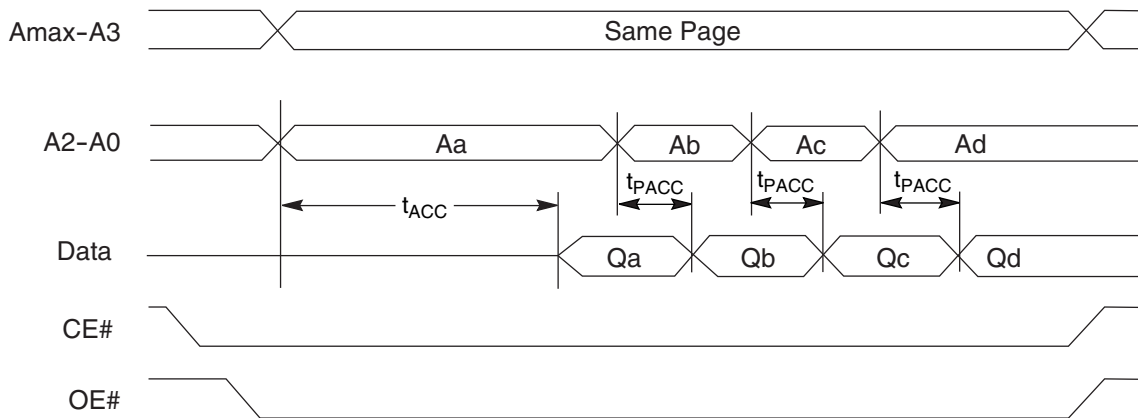 Amax-A3 Same Page
A2-A0 Aa Ab Ac Ad
tACC tPACC tPACC tPACC
Data Qa Qb Qc Qd
CE#
OE#